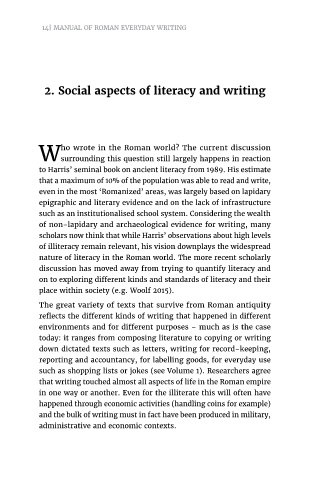 14| MANUAL OF ROMAN EVERYDAY WRITING
2. Social aspects of literacy and writing
Who wrote in the Roman world? The current discussion
surrounding this question still largely happens in reaction
to Harris' seminal book on ancient literacy from 1989. His estimate
that a maximum of 10% of the population was able to read and write,
even in the most 'Romanized' areas, was largely based on lapidary
epigraphic and literary evidence and on the lack of infrastructure
such as an institutionalised school system. Considering the wealth
of non-lapidary and archaeological evidence for writing, many
scholars now think that while Harris' observations about high levels
of illiteracy remain relevant, his vision downplays the widespread
nature of literacy in the Roman world. The more recent scholarly
discussion has moved away from trying to quantify literacy and
on to exploring different kinds and standards of literacy and their
place within society (e.g. Woolf 2015).
The great variety of texts that survive from Roman antiquity
reflects the different kinds of writing that happened in different
environments and for different purposes – much as is the case
today: it ranges from composing literature to copying or writing
down dictated texts such as letters, writing for record-keeping,
reporting and accountancy, for labelling goods, for everyday use
such as shopping lists or jokes (see Volume 1). Researchers agree
that writing touched almost all aspects of life in the Roman empire
in one way or another. Even for the illiterate this will often have
happened through economic activities (handling coins for example)
and the bulk of writing must in fact have been produced in military,
administrative and economic contexts.